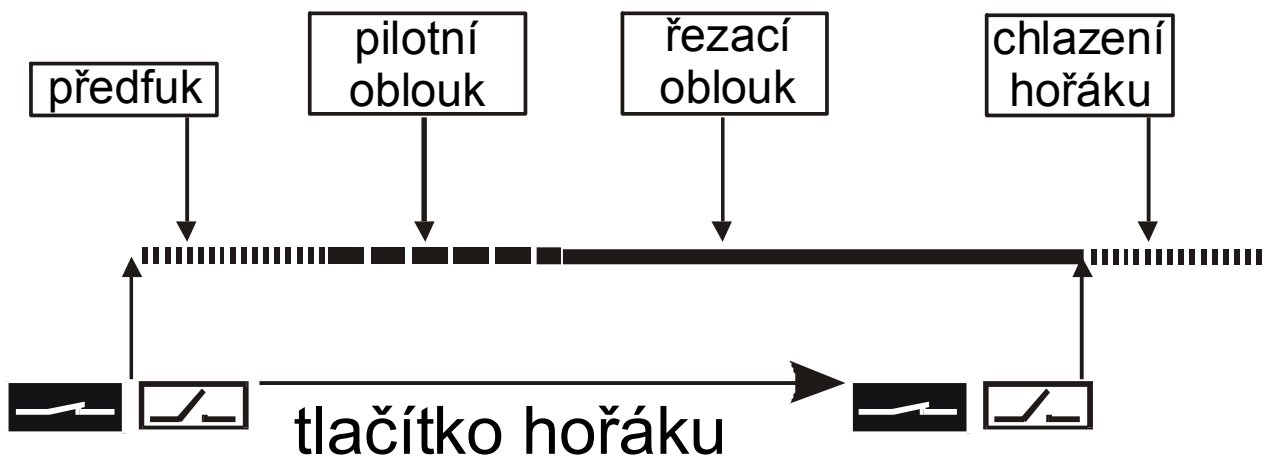 předfuk
pilotní
oblouk
řezací
oblouk
chlazení
hořáku
tlačítko hořáku